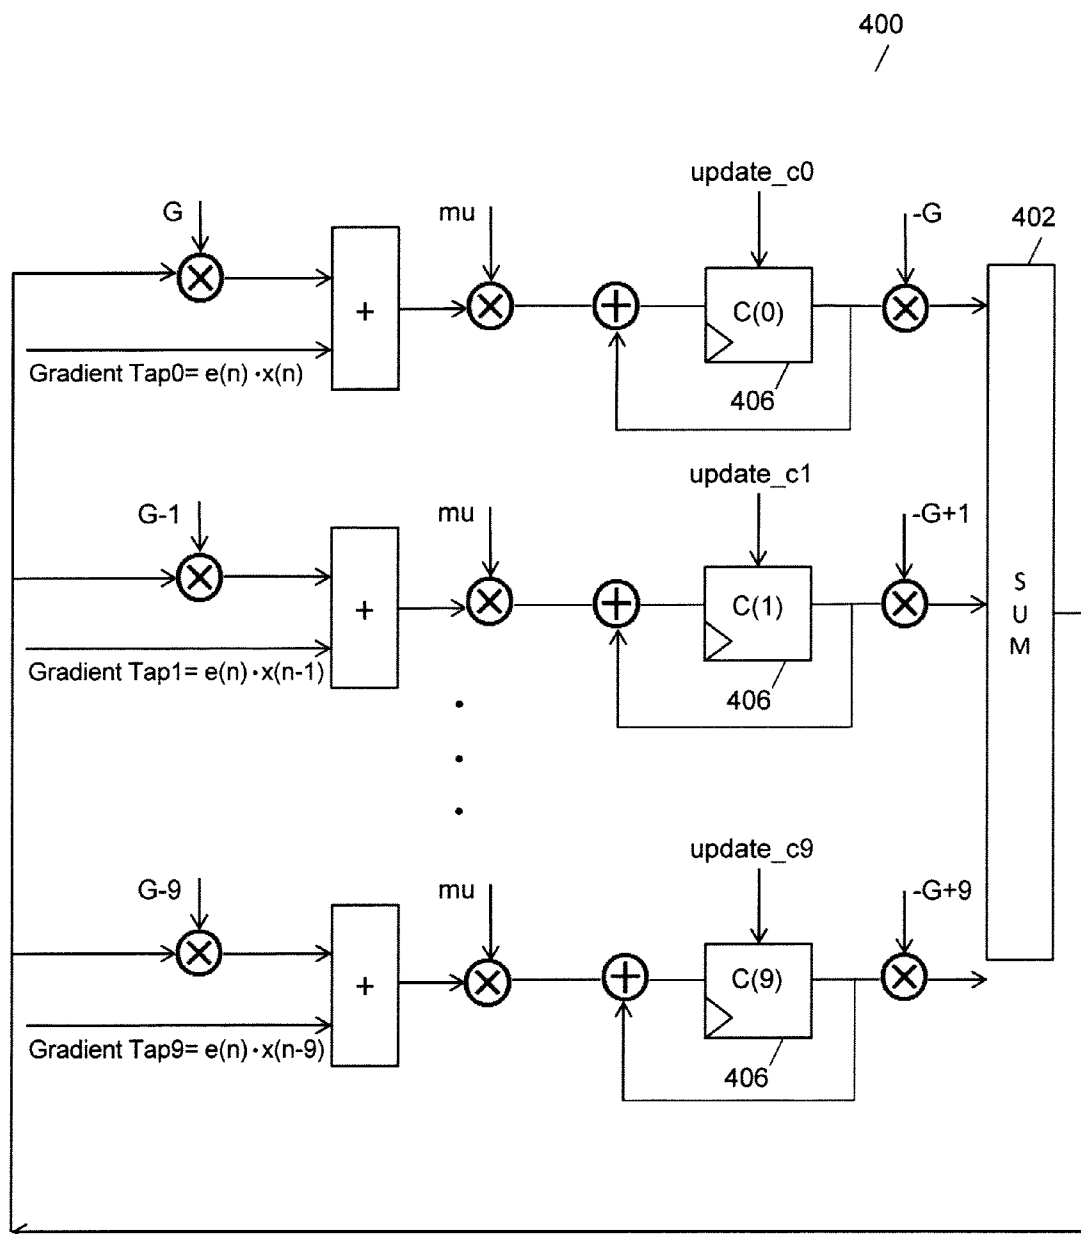 400
update_c0
G
mu
-G
402
+
C(0)
Gradient Tap0= e(n)·x(n)
406
update_c1
G-1
mu
-G+1
+
C(1)
S
U
M
Gradient Tap1= e(n)·x(n-1)
406
update_c9
G-9
mu
-G+9
+
C(9)
Gradient Tap9= e(n)·x(n-9)
406